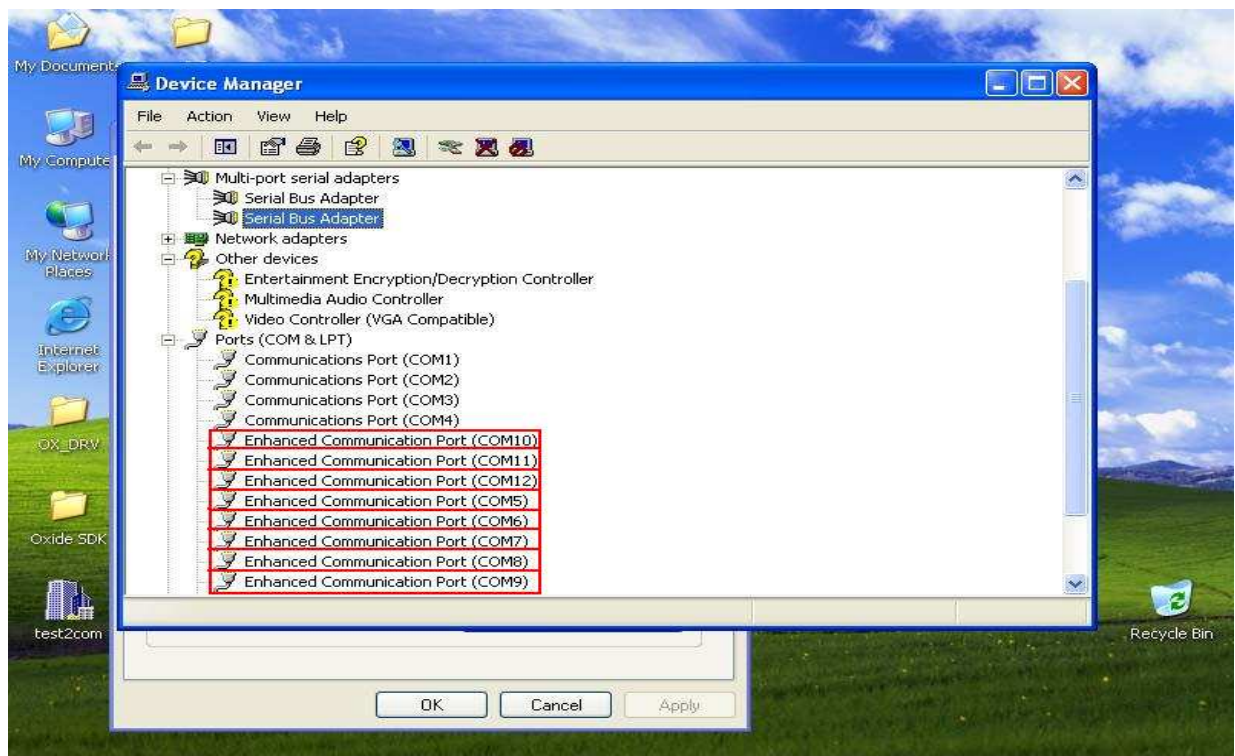 My Document
Device Manager
File Action View Help
My Compute
Multi-port serial adapters
Serial Bus Adapter
Serial Bus Adapter
Network adapters
My Network
Places
Other devices
Entertainment Encryption/Decryption Controller
Multimedia Audio Controller
Video Controller (VGA Compatible)
Internet
Explorer
Ports (COM & LPT)
Communications Port (COM1)
Communications Port (COM2)
Communications Port (COM3)
Communications Port (COM4)
OX_DRV
Enhanced Communication Port (COM10)
Enhanced Communication Port (COM11)
Enhanced Communication Port (COM12)
Enhanced Communication Port (COM5)
Enhanced Communication Port (COM6)
Oxide SDK
Enhanced Communication Port (COM7)
Enhanced Communication Port (COM8)
Enhanced Communication Port (COM9)
test2com
Recycle Bin
OK Cancel Apply